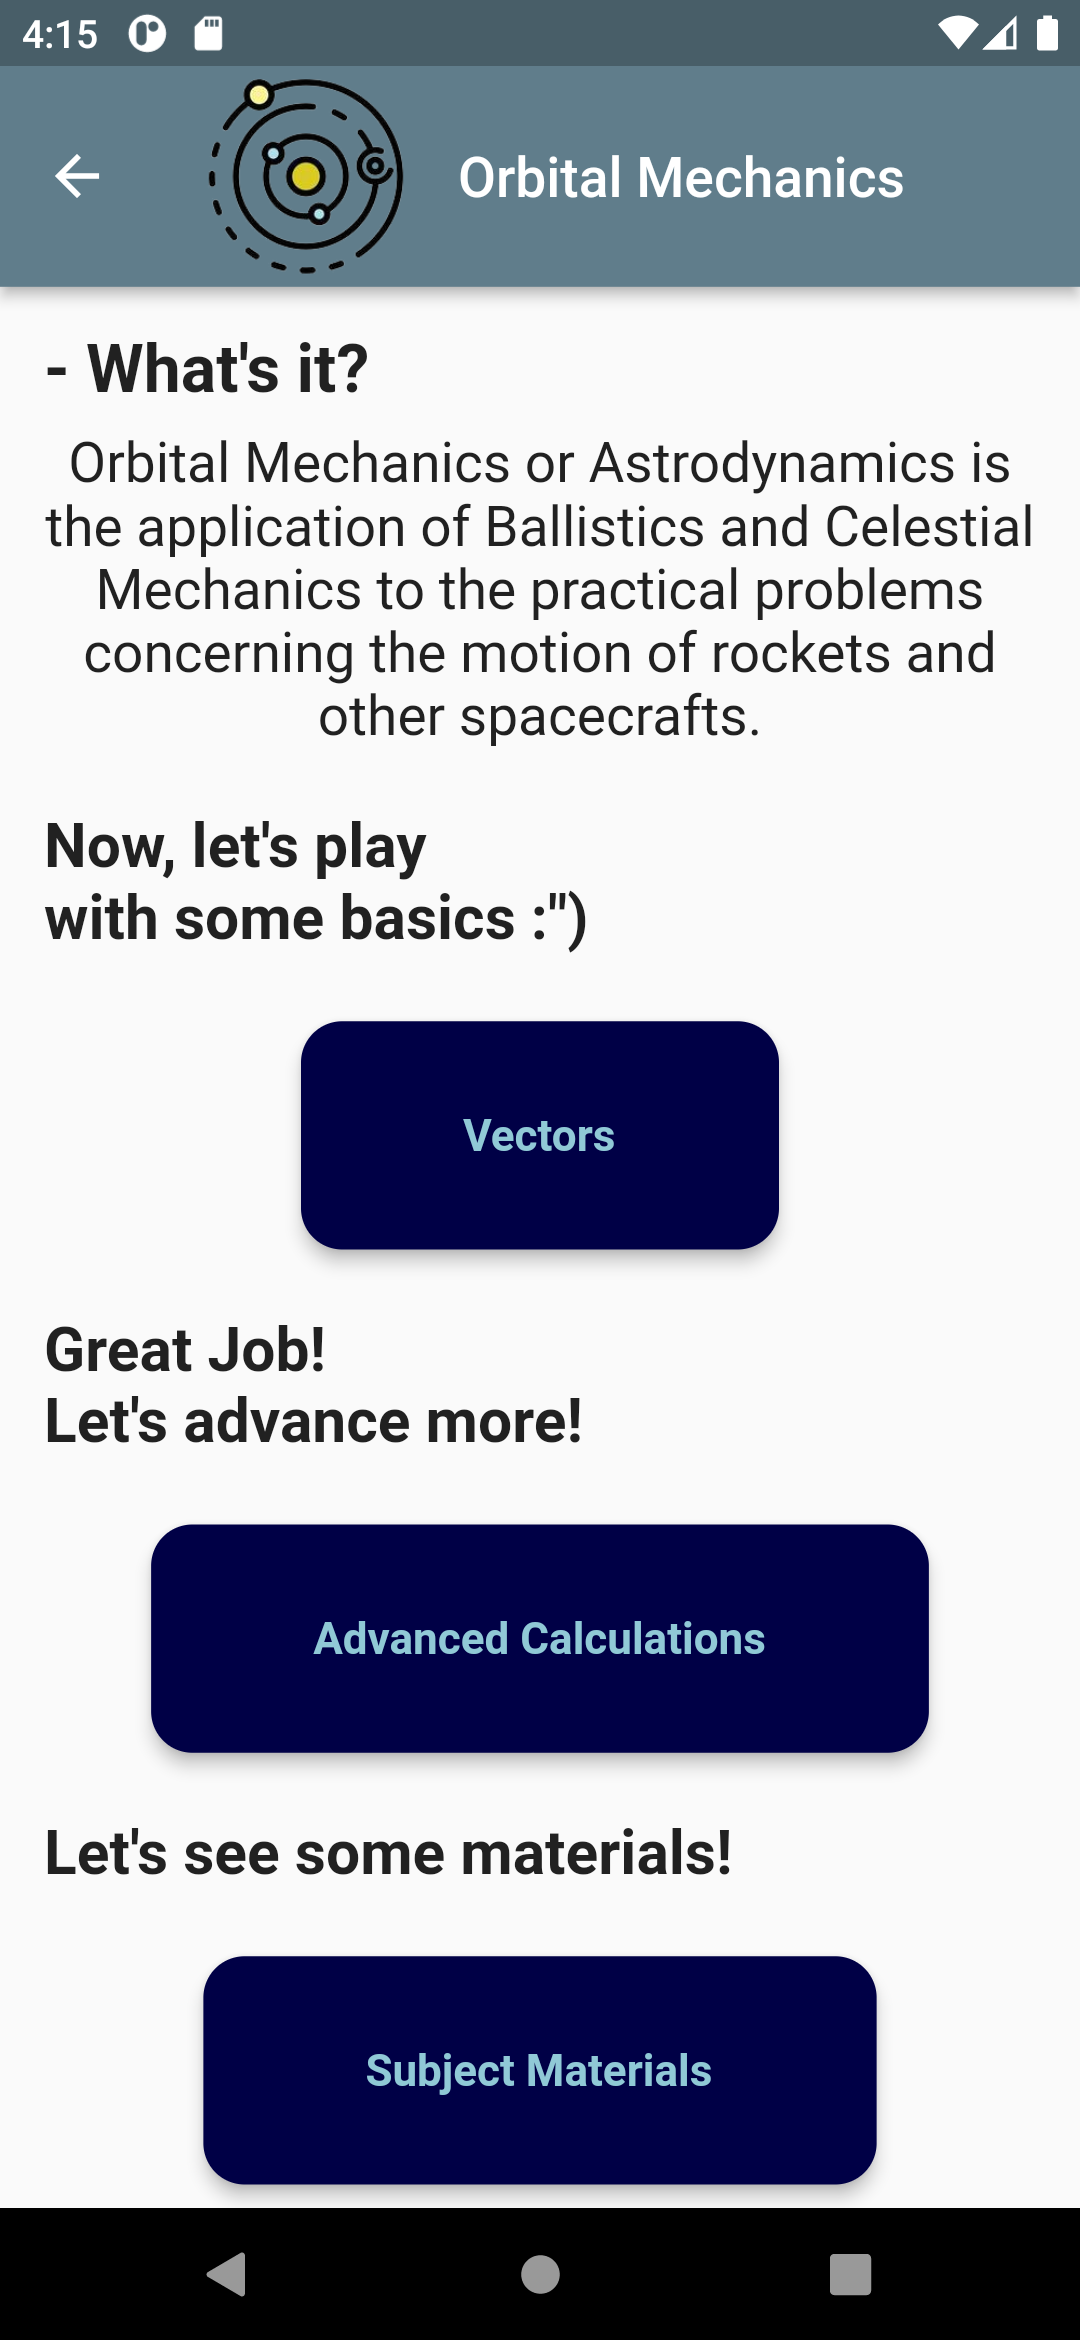 4:15
Orbital Mechanics
- What's it?
Orbital Mechanics or Astrodynamics is
the application of Ballistics and Celestial
Mechanics to the practical problems
concerning the motion of rockets and
other spacecrafts.
Now, let's play
with some basics :")
Vectors
Great Job!
Let's advance more!
Advanced Calculations
Let's see some materials!
Subject Materials